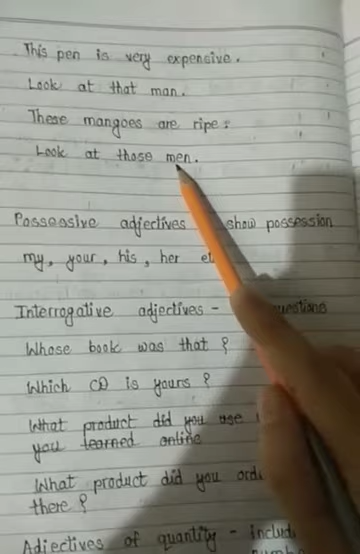 This pen is very expensive.
Look at that man.
These mangoes are ripe.
Look at those men.
Possessive adjectives show possession
my, your, his, her
Interrogative adjectives -
Whose book was that ?
Which CD is yours ?
What product did you use
you learned online
What product did you
there ?
Adjectives of quantity -